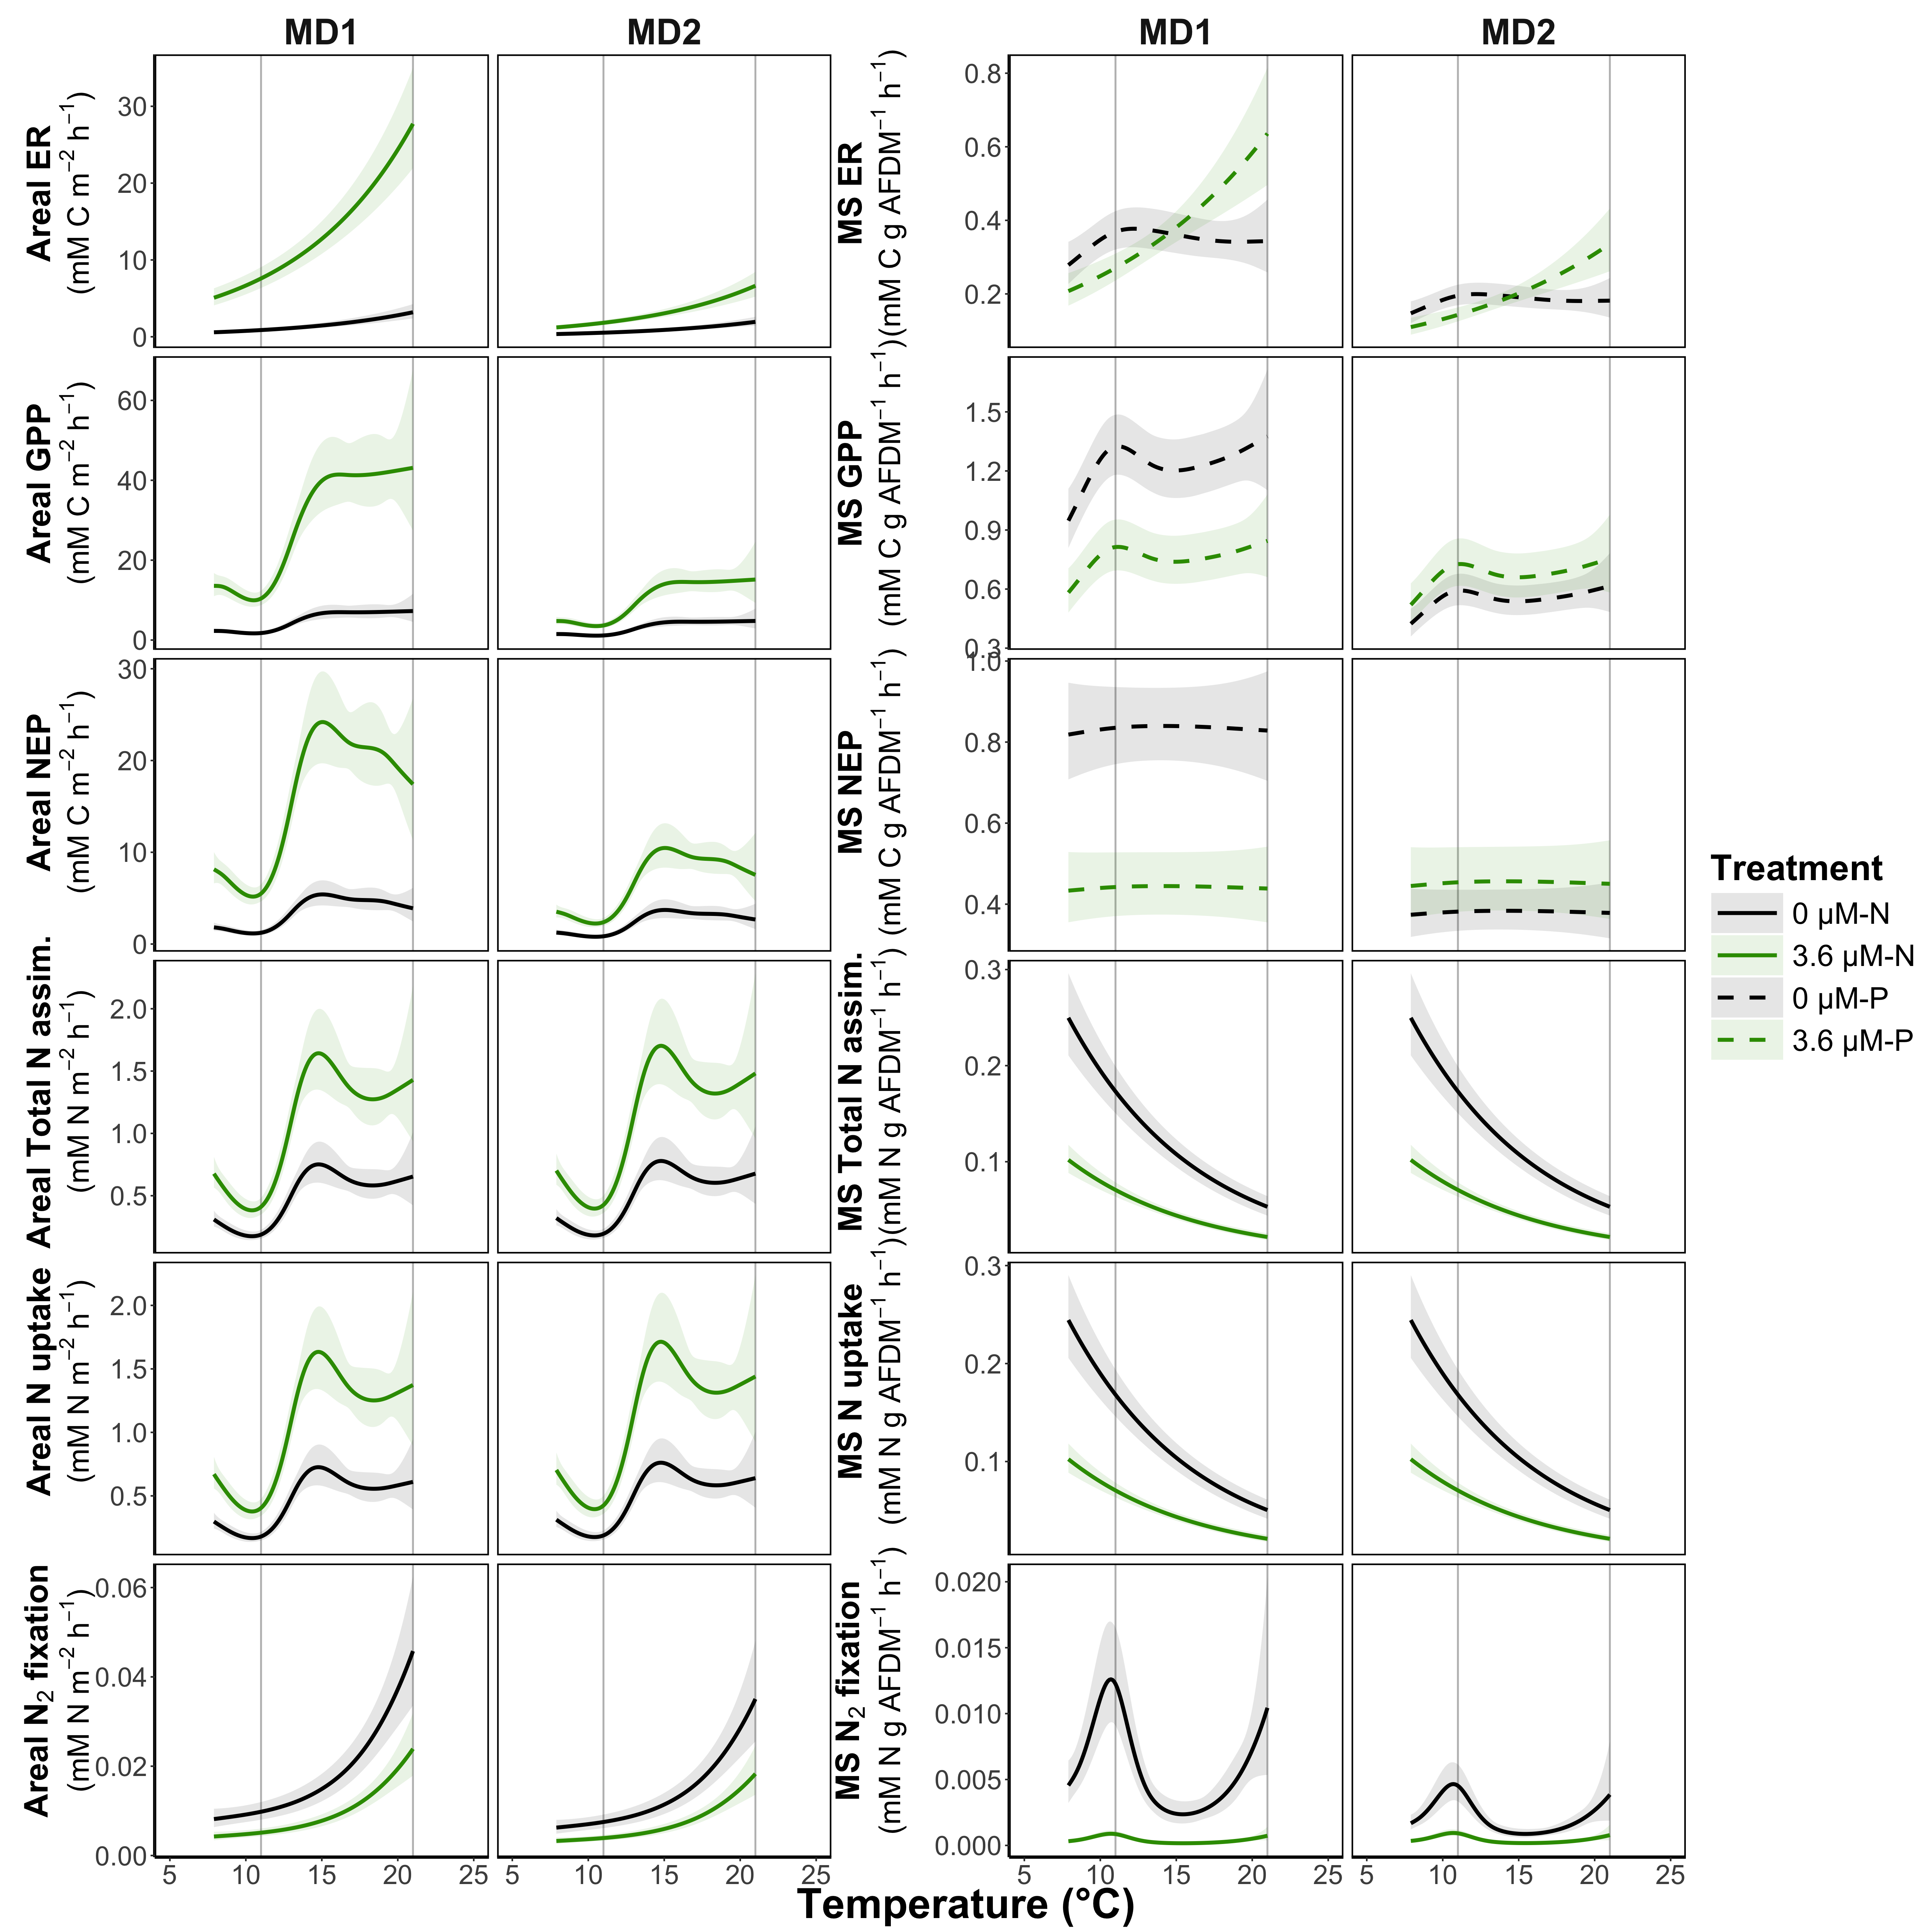 MD1 MD2 MD1 MD2
Areal ER
(mM C m⁻² h⁻¹)
0 10 20 30
MS ER
(mM C g AFDM⁻¹ h⁻¹)
0.2 0.4 0.6 0.8
Areal GPP
(mM C m⁻² h⁻¹)
0 20 40 60
MS GPP
(mM C g AFDM⁻¹ h⁻¹)
0.3 0.6 0.9 1.2 1.5
Areal NEP
(mM C m⁻² h⁻¹)
0 10 20 30
MS NEP
(mM C g AFDM⁻¹ h⁻¹)
0.4 0.6 0.8 1.0
Areal Total N assim.
(mM N m⁻² h⁻¹)
0.5 1.0 1.5 2.0
MS Total N assim.
(mM N g AFDM⁻¹ h⁻¹)
0.1 0.2 0.3
Areal N uptake
(mM N m⁻² h⁻¹)
0.5 1.0 1.5 2.0
MS N uptake
(mM N g AFDM⁻¹ h⁻¹)
0.1 0.2 0.3
Areal N₂ fixation
(mM N m⁻² h⁻¹)
0.00 0.02 0.04 0.06
MS N₂ fixation
(mM N g AFDM⁻¹ h⁻¹)
0.000 0.005 0.010 0.015 0.020
5 10 15 20 25 5 10 15 20 25 5 10 15 20 25 5 10 15 20 25
Temperature (°C)
Treatment
0 µM-N
3.6 µM-N
0 µM-P
3.6 µM-P